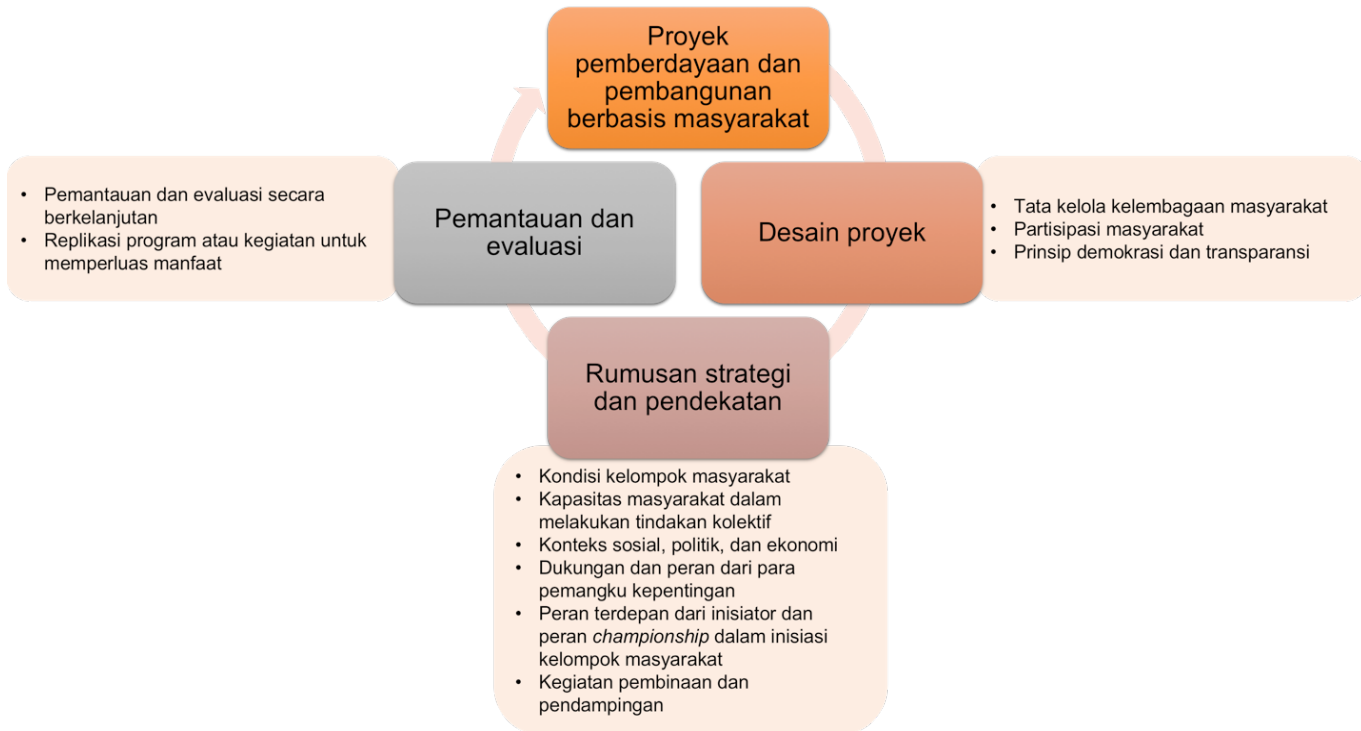 Proyek
pemberdayaan dan
pembangunan
berbasis masyarakat
Desain proyek
• Tata kelola kelembagaan masyarakat
• Partisipasi masyarakat
• Prinsip demokrasi dan transparansi
Rumusan strategi
dan pendekatan
• Kondisi kelompok masyarakat
• Kapasitas masyarakat dalam
melakukan tindakan kolektif
• Konteks sosial, politik, dan ekonomi
• Dukungan dan peran dari para
pemangku kepentingan
• Peran terdepan dari inisiator dan
peran championship dalam inisiasi
kelompok masyarakat
• Kegiatan pembinaan dan
pendampingan
Pemantauan dan
evaluasi
• Pemantauan dan evaluasi secara
berkelanjutan
• Replikasi program atau kegiatan untuk
memperluas manfaat